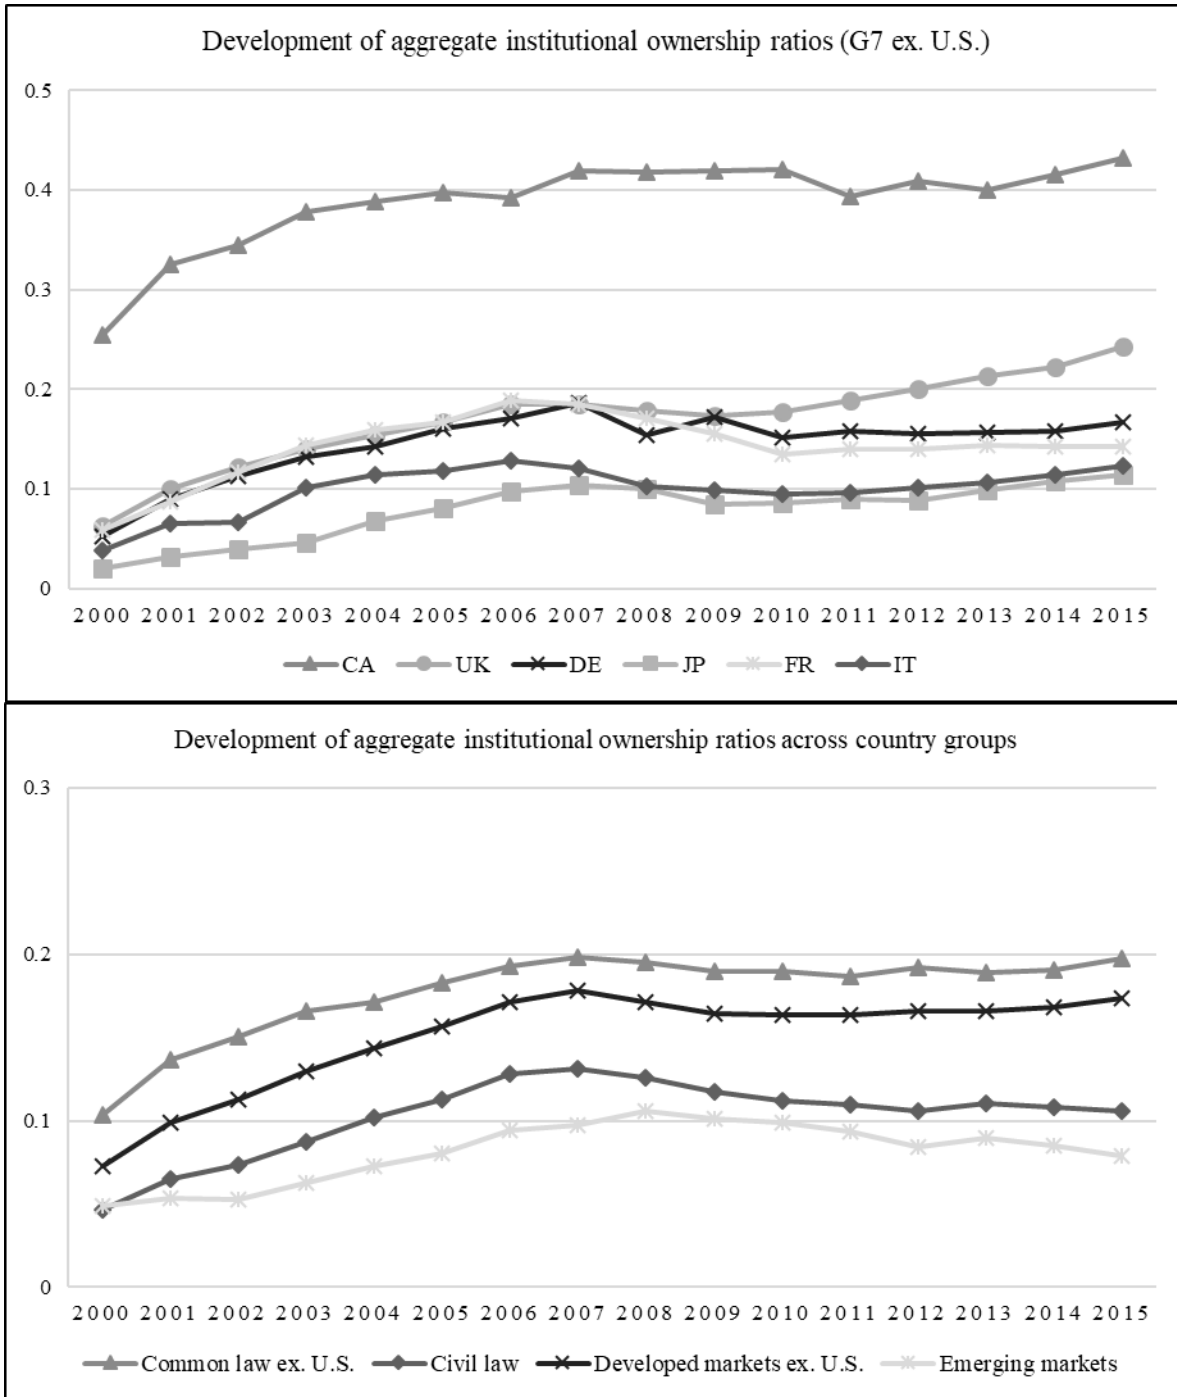 Development of aggregate institutional ownership ratios (G7 ex. U.S.)
0.5
0.4
0.3
0.2
0.1
0
2000 2001 2002 2003 2004 2005 2006 2007 2008 2009 2010 2011 2012 2013 2014 2015
CA UK DE JP FR IT
Development of aggregate institutional ownership ratios across country groups
0.3
0.2
0.1
0
2000 2001 2002 2003 2004 2005 2006 2007 2008 2009 2010 2011 2012 2013 2014 2015
Common law ex. U.S. Civil law Developed markets ex. U.S. Emerging markets